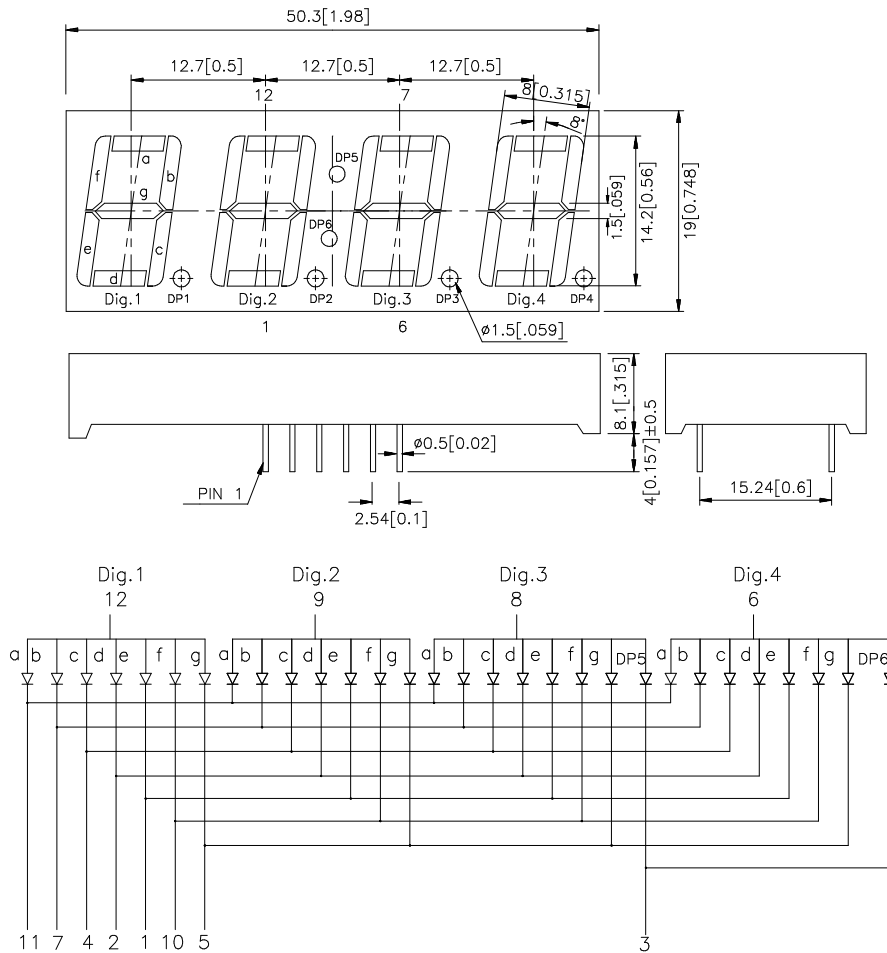 50.3[1.98]
12.7[0.5] 12.7[0.5] 12.7[0.5]
12 7 8[0.315]
8°
a DP5
f b
g
DP6
e c
d
Dig.1 DP1 Dig.2 DP2 Dig.3 DP3 Dig.4 DP4
1 6 ø1.5[.059]
1.5[.059]
14.2[0.56]
19[0.748]
ø0.5[0.02]
PIN 1
2.54[0.1]
8.1[.315]
4[0.157]±0.5
15.24[0.6]
Dig.1 Dig.2 Dig.3 Dig.4
12 9 8 6
a b c d e f g a b c d e f g a b c d e f g DP5 a b c d e f g DP6
11 7 4 2 1 10 5 3